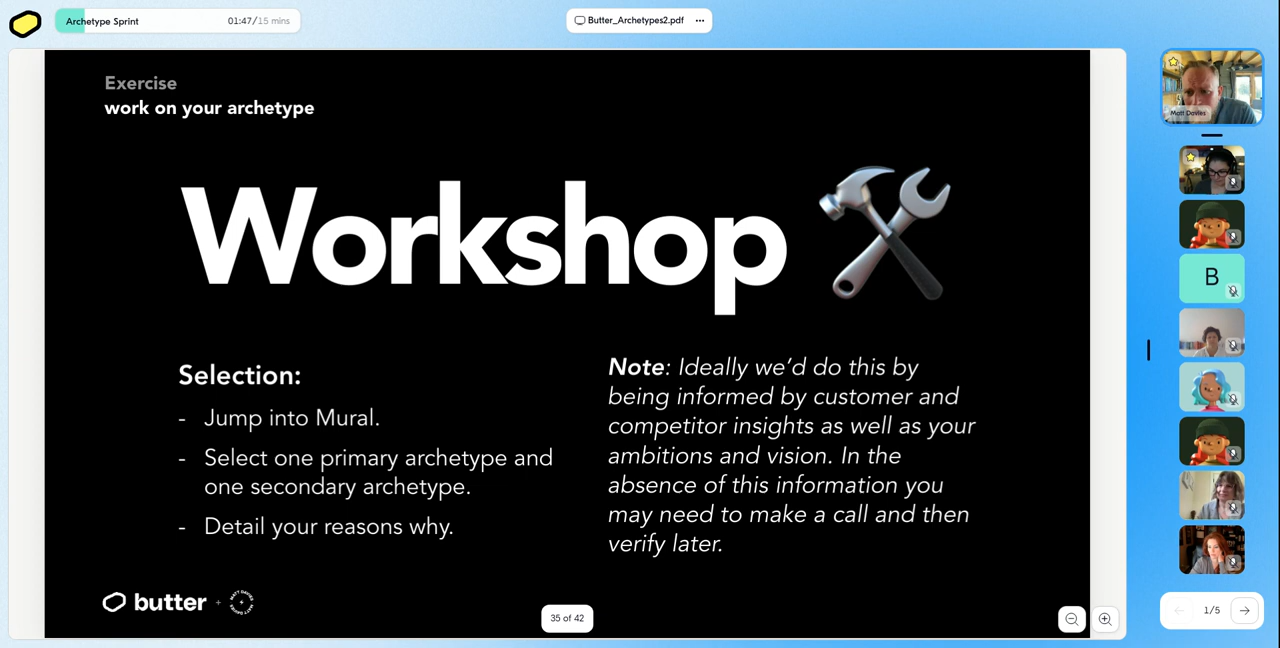 Archetype Sprint
01:47/15 mins
Butter_Archetypes2.pdf
Exercise
work on your archetype
Workshop
Selection:
- Jump into Mural.
- Select one primary archetype and
one secondary archetype.
- Detail your reasons why.
Note: Ideally we’d do this by
being informed by customer and
competitor insights as well as your
ambitions and vision. In the
absence of this information you
may need to make a call and then
verify later.
butter +
MATT DAVIES
35 of 42
Matt Davies
B
1/5